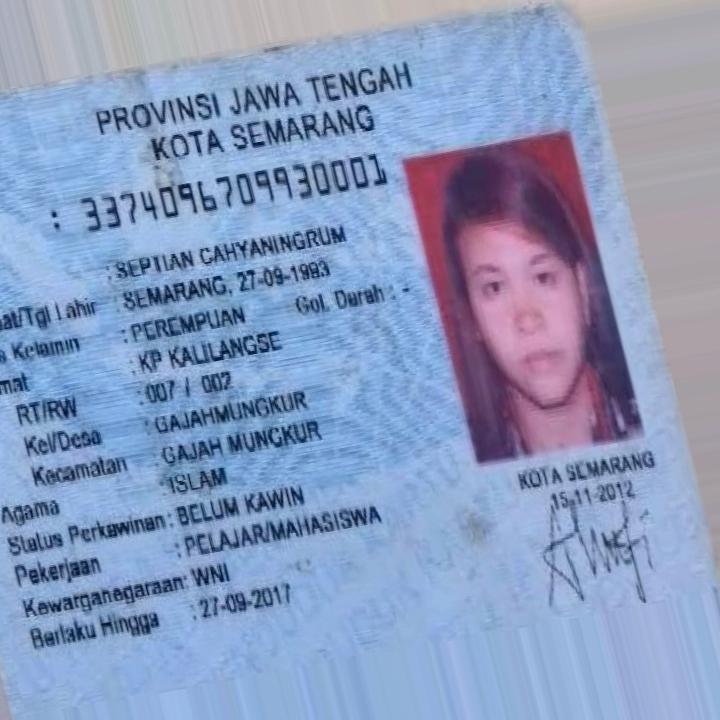 PROVINSI JAWA TENGAH
KOTA SEMARANG
: 3374096709930001
: SEPTIAN CAHYANINGRUM
at/Tgl Lahir : SEMARANG, 27-09-1993
s Kelamin : PEREMPUAN Gol. Darah : -
mat : KP KALILANGSE
RT/RW : 007 / 002
Kel/Desa : GAJAHMUNGKUR
Kecamatan : GAJAH MUNGKUR
Agama : ISLAM
Status Perkawinan : BELUM KAWIN
Pekerjaan : PELAJAR/MAHASISWA
Kewarganegaraan : WNI
Berlaku Hingga : 27-09-2017
KOTA SEMARANG
15-11-2012